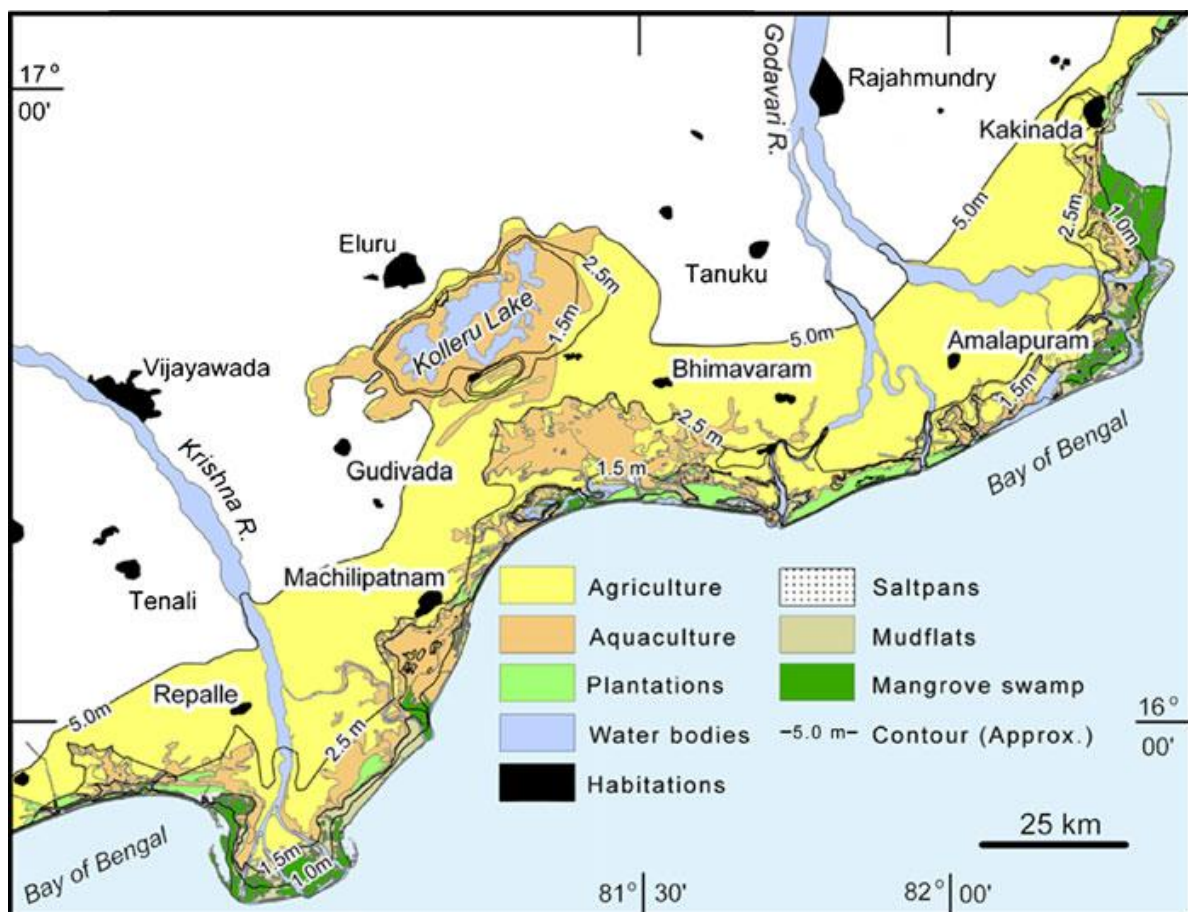 17°
00'
Godavari R.
Rajahmundry
Kakinada
5.0m
2.5m
1.0m
Eluru
Tanuku
2.5m
1.5m
Kolleru Lake
5.0m
Vijayawada
Bhimavaram
Amalapuram
1.5m
2.5 m
Krishna R.
Gudivada
1.5 m
Bay of Bengal
Machilipatnam
Tenali
Repalle
5.0m
2.5 m
Agriculture
Aquaculture
Plantations
Water bodies
Habitations
Saltpans
Mudflats
Mangrove swamp
5.0 m
Contour (Approx.)
16°
00'
25 km
1.5m
1.0m
Bay of Bengal
81° 30'
82° 00'